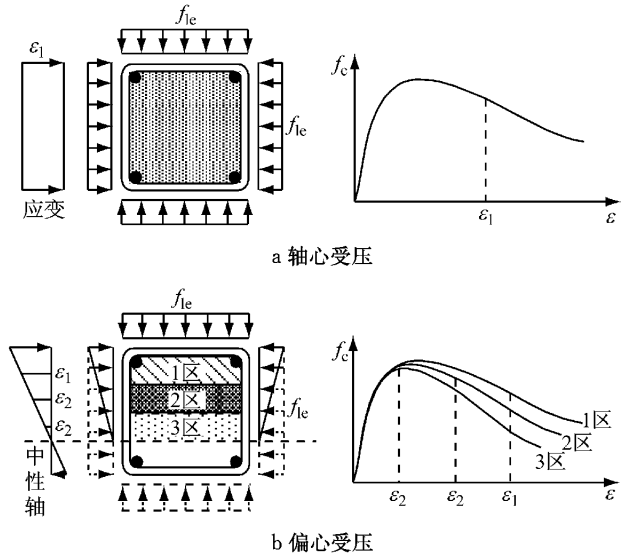 f_le
ε_1
f_le
应变
f_c
ε_1
ε
a 轴心受压
f_le
ε_1
ε_2
ε_2
中性轴
1区
2区
3区
f_le
f_c
1区
2区
3区
ε_2
ε_2
ε_1
ε
b 偏心受压